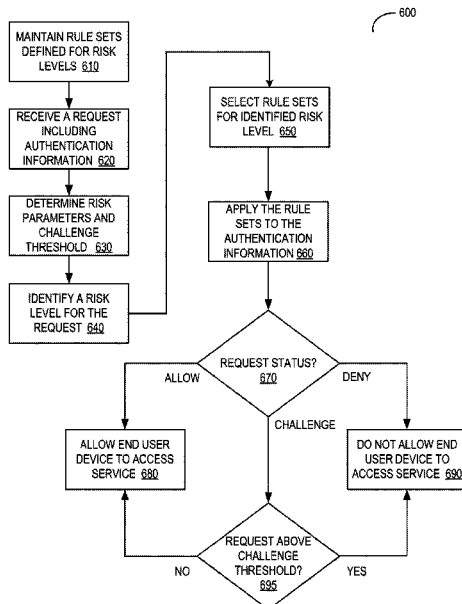 600
MAINTAIN RULE SETS
DEFINED FOR RISK
LEVELS 610
RECEIVE A REQUEST
INCLUDING
AUTHENTICATION
INFORMATION 620
DETERMINE RISK
PARAMETERS AND
CHALLENGE
THRESHOLD 630
IDENTIFY A RISK
LEVEL FOR THE
REQUEST 640
SELECT RULE SETS
FOR IDENTIFIED RISK
LEVEL 650
APPLY THE RULE
SETS TO THE
AUTHENTICATION
INFORMATION 660
REQUEST STATUS?
670
ALLOW
DENY
CHALLENGE
ALLOW END USER
DEVICE TO ACCESS
SERVICE 680
DO NOT ALLOW END
USER DEVICE TO
ACCESS SERVICE 690
REQUEST ABOVE
CHALLENGE
THRESHOLD?
695
NO
YES